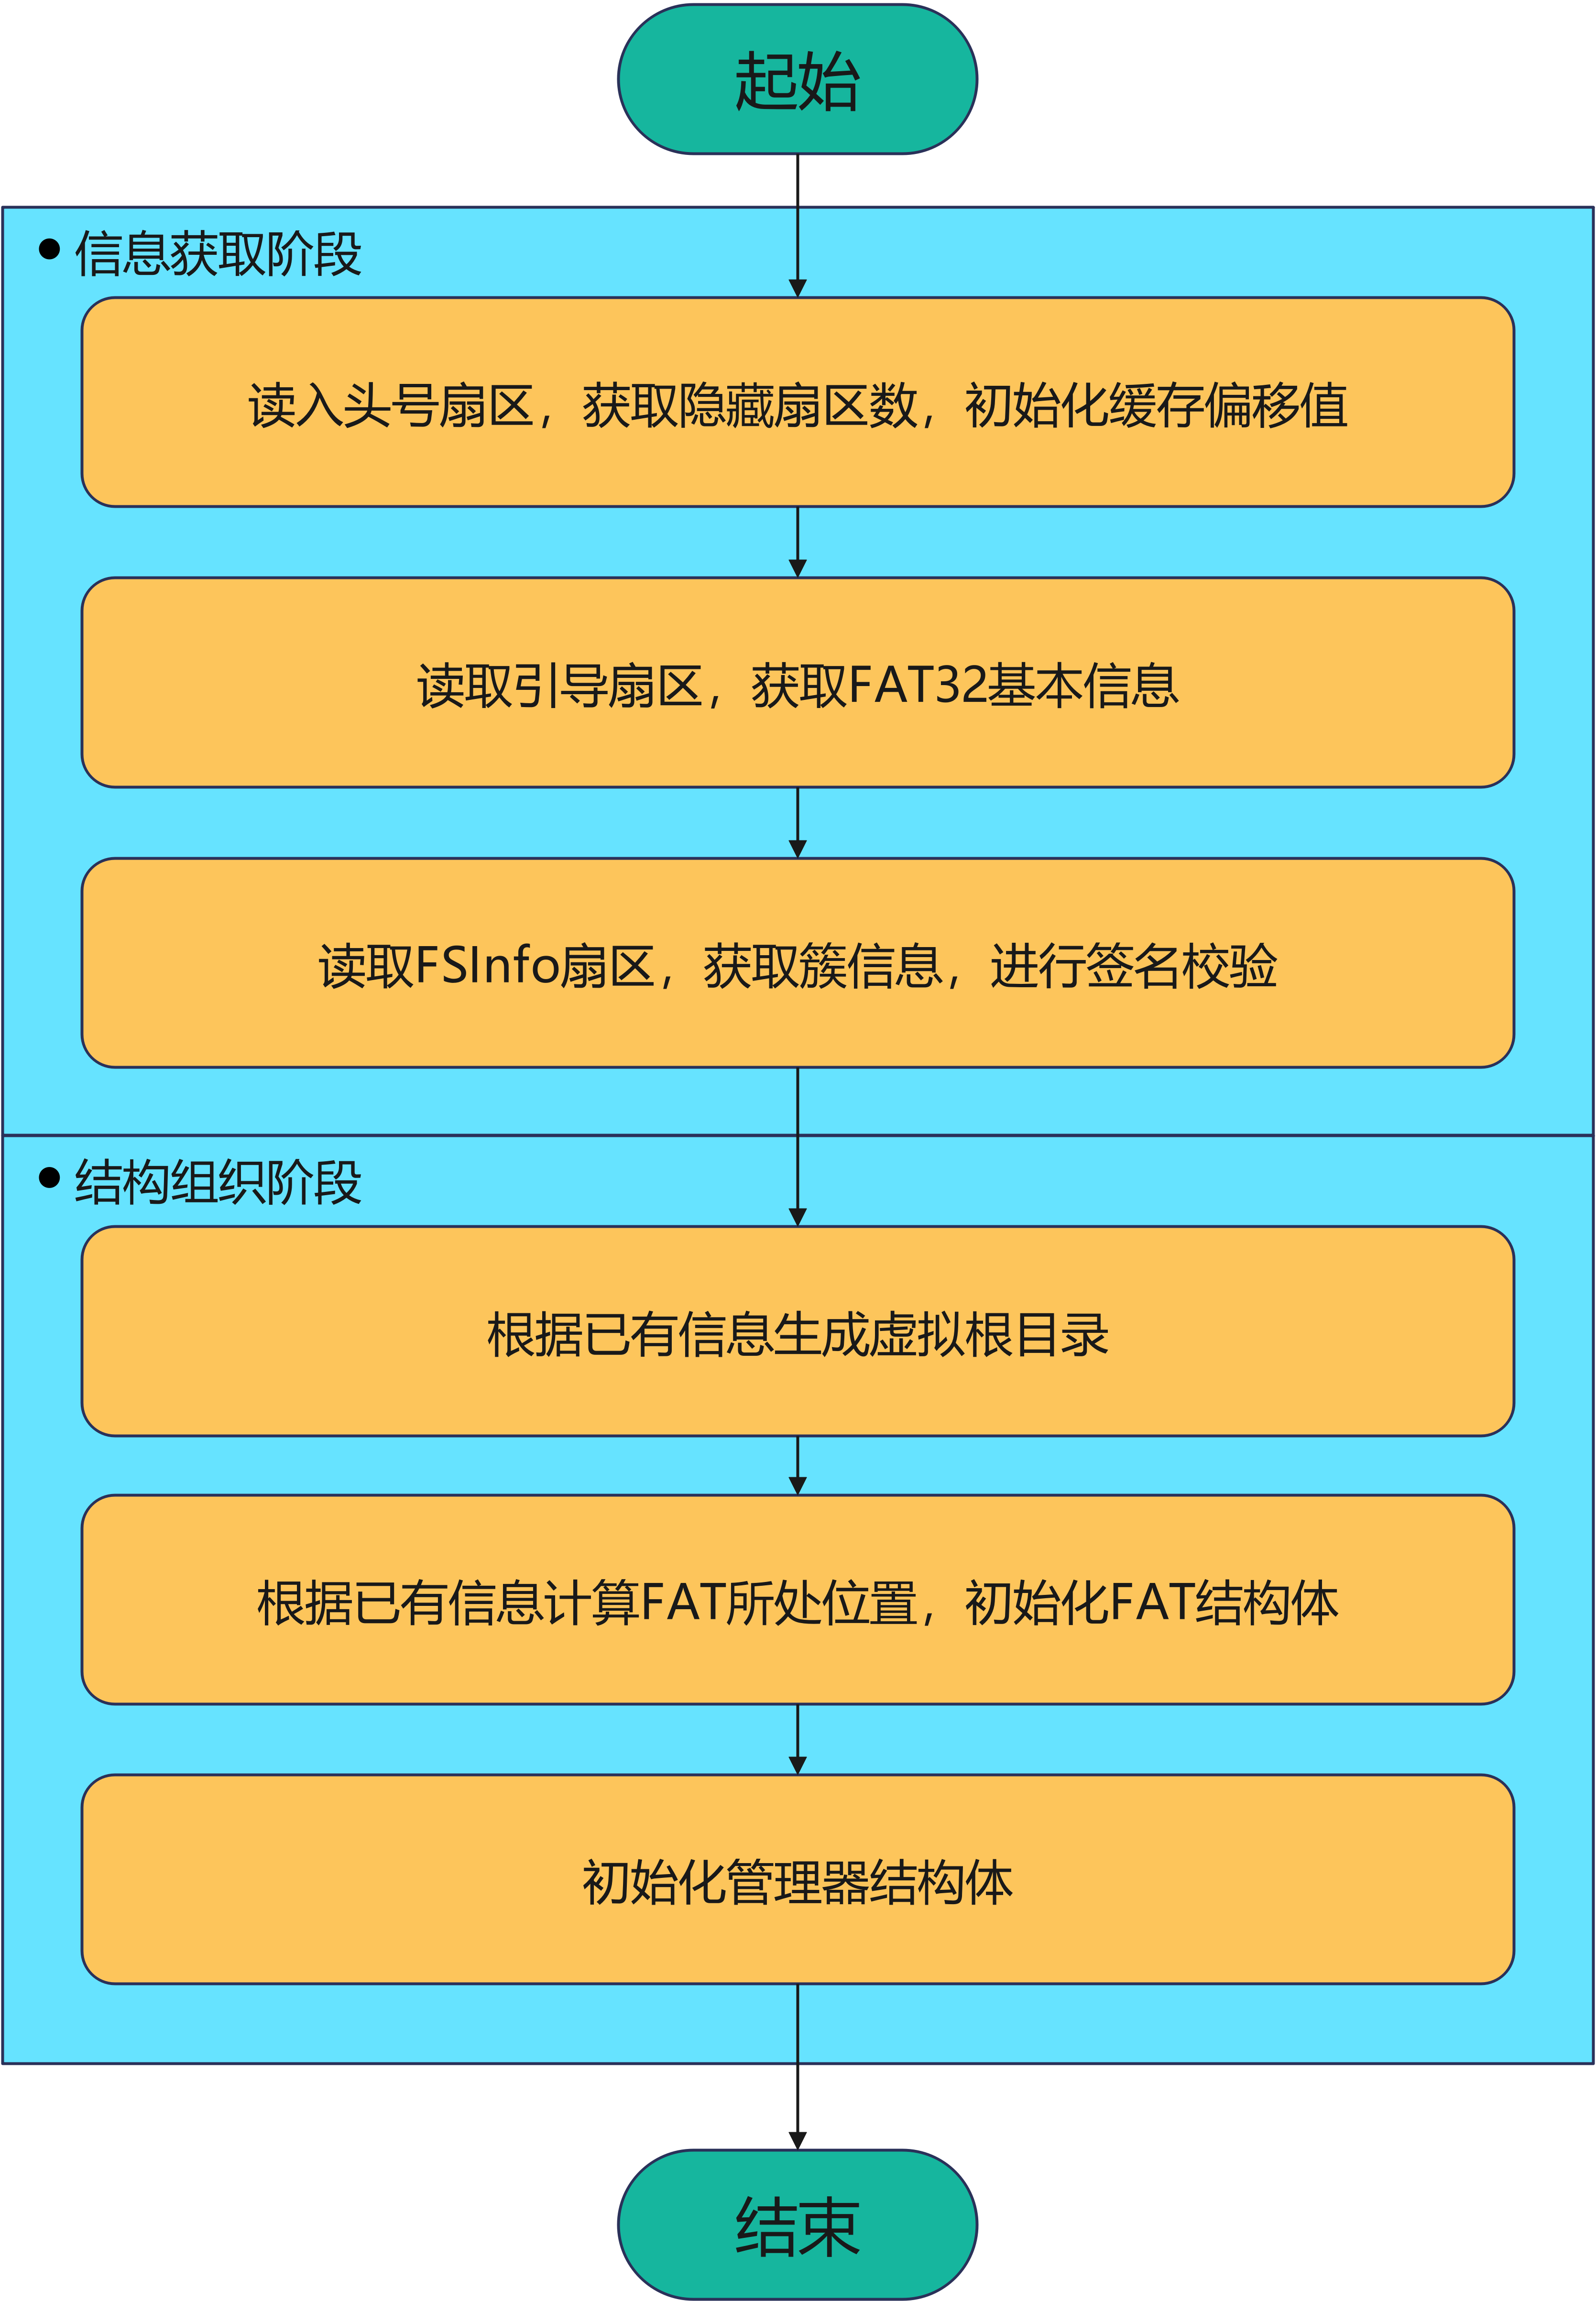 起始
● 信息获取阶段
读入头号扇区，获取隐藏扇区数，初始化缓存偏移值
读取引导扇区，获取FAT32基本信息
读取FSInfo扇区，获取簇信息，进行签名校验
● 结构组织阶段
根据已有信息生成虚拟根目录
根据已有信息计算FAT所处位置，初始化FAT结构体
初始化管理器结构体
结束